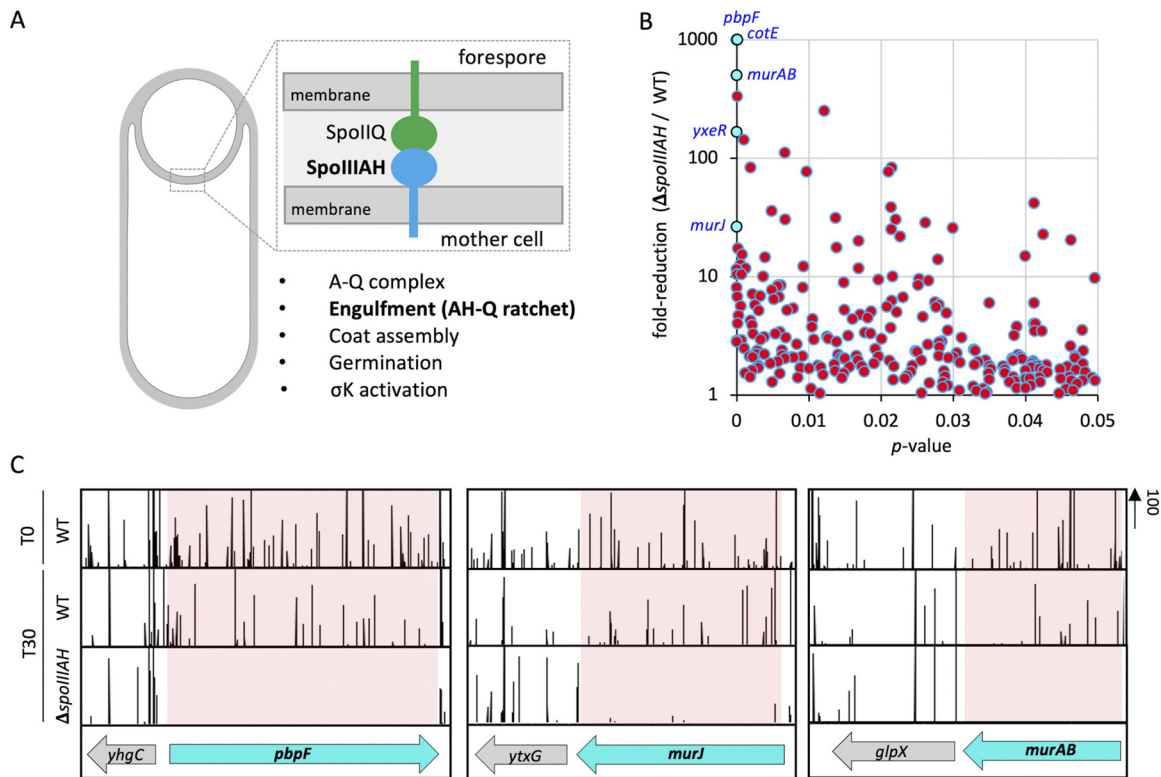 A
forespore
membrane
SpoIIQ
SpoIIIAH
membrane
mother cell
• A-Q complex
• Engulfment (AH-Q ratchet)
• Coat assembly
• Germination
• σK activation
B
pbpF
cotE
murAB
yxeR
murJ
fold-reduction (ΔspoIIIAH / WT)
1000
100
10
1
0 0.01 0.02 0.03 0.04 0.05
p-value
C
T0
WT
T30
WT
ΔspoIIIAH
100
yhgC pbpF
ytxG murJ
glpX murAB